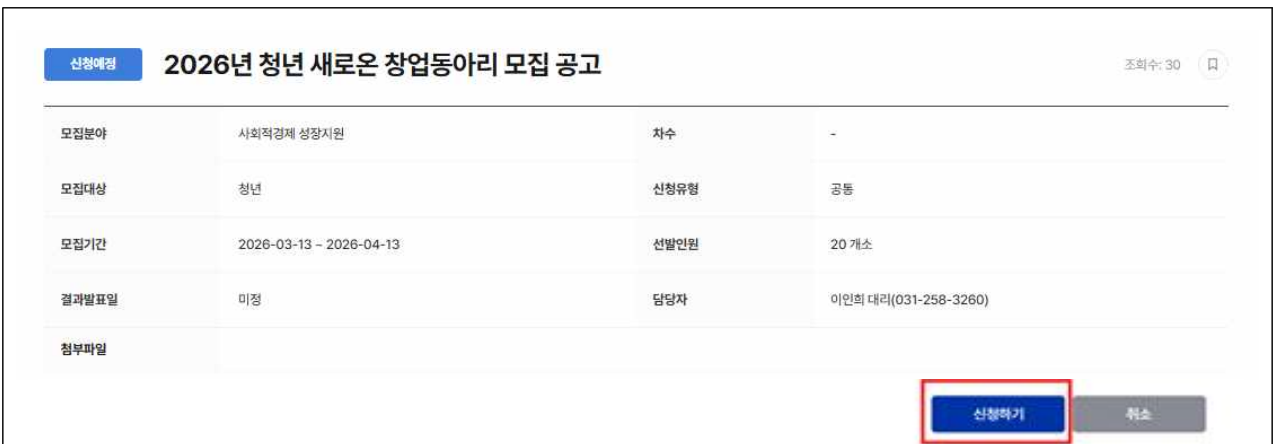 신청예정 2026년 청년 새로온 창업동아리 모집 공고 조회수: 30
모집분야 사회적경제 성장지원 차수 -
모집대상 청년 신청유형 공통
모집기간 2026-03-13 ~ 2026-04-13 선발인원 20 개소
결과발표일 미정 담당자 이인희 대리(031-258-3260)
첨부파일
신청하기 취소